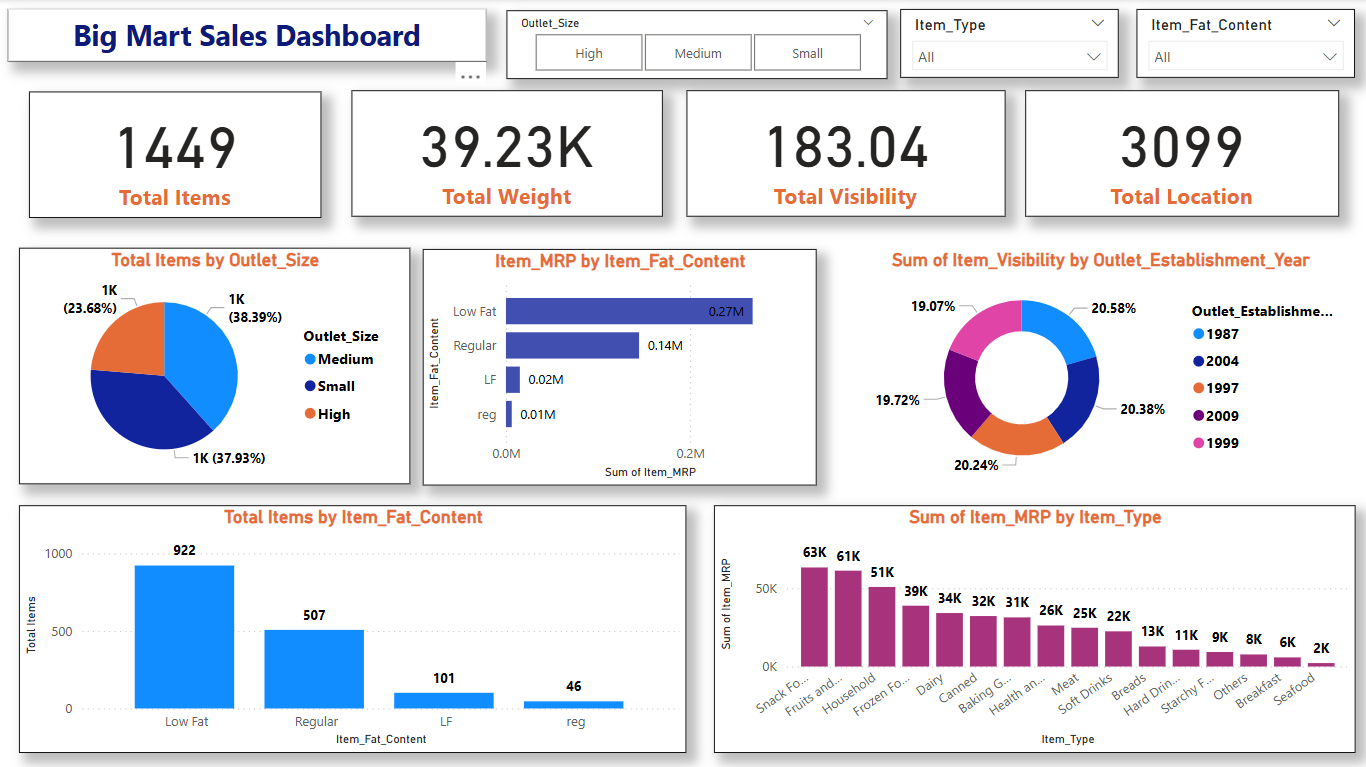 Big Mart Sales Dashboard
...
Outlet_Size
High
Medium
Small
Item_Type
All
Item_Fat_Content
All
1449
Total Items
39.23K
Total Weight
183.04
Total Visibility
3099
Total Location
Total Items by Outlet_Size
1K
(23.68%)
1K
(38.39%)
1K (37.93%)
Outlet_Size
Medium
Small
High
Item_MRP by Item_Fat_Content
Item_Fat_Content
Low Fat
0.27M
Regular
0.14M
LF
0.02M
reg
0.01M
0.0M
0.2M
Sum of Item_MRP
Sum of Item_Visibility by Outlet_Establishment_Year
19.07%
20.58%
19.72%
20.38%
20.24%
Outlet_Establishme...
1987
2004
1997
2009
1999
Total Items by Item_Fat_Content
Total Items
1000
500
0
922
507
101
46
Low Fat
Regular
LF
reg
Item_Fat_Content
Sum of Item_MRP by Item_Type
Sum of Item_MRP
50K
0K
63K
61K
51K
39K
34K
32K
31K
26K
25K
22K
13K
11K
9K
8K
6K
2K
Snack Fo...
Fruits and...
Household
Frozen Fo...
Dairy
Canned
Baking G...
Health an...
Meat
Soft Drinks
Breads
Hard Drin...
Starchy F...
Others
Breakfast
Seafood
Item_Type